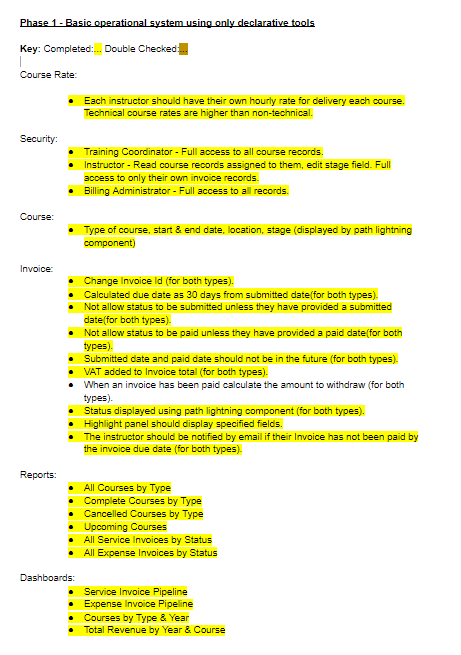 Phase 1 - Basic operational system using only declarative tools
Key: Completed:... Double Checked:...
Course Rate:
● Each instructor should have their own hourly rate for delivery each course.
Technical course rates are higher than non-technical.
Security:
● Training Coordinator - Full access to all course records.
● Instructor - Read course records assigned to them, edit stage field. Full
access to only their own invoice records.
● Billing Administrator - Full access to all records.
Course:
● Type of course, start & end date, location, stage (displayed by path lightning
component)
Invoice:
● Change Invoice Id (for both types).
● Calculated due date as 30 days from submitted date(for both types).
● Not allow status to be submitted unless they have provided a submitted
date(for both types).
● Not allow status to be paid unless they have provided a paid date(for both
types).
● Submitted date and paid date should not be in the future (for both types).
● VAT added to Invoice total (for both types).
● When an invoice has been paid calculate the amount to withdraw (for both
types).
● Status displayed using path lightning component (for both types).
● Highlight panel should display specified fields.
● The instructor should be notified by email if their Invoice has not been paid by
the invoice due date (for both types).
Reports:
● All Courses by Type
● Complete Courses by Type
● Cancelled Courses by Type
● Upcoming Courses
● All Service Invoices by Status
● All Expense Invoices by Status
Dashboards:
● Service Invoice Pipeline
● Expense Invoice Pipeline
● Courses by Type & Year
● Total Revenue by Year & Course